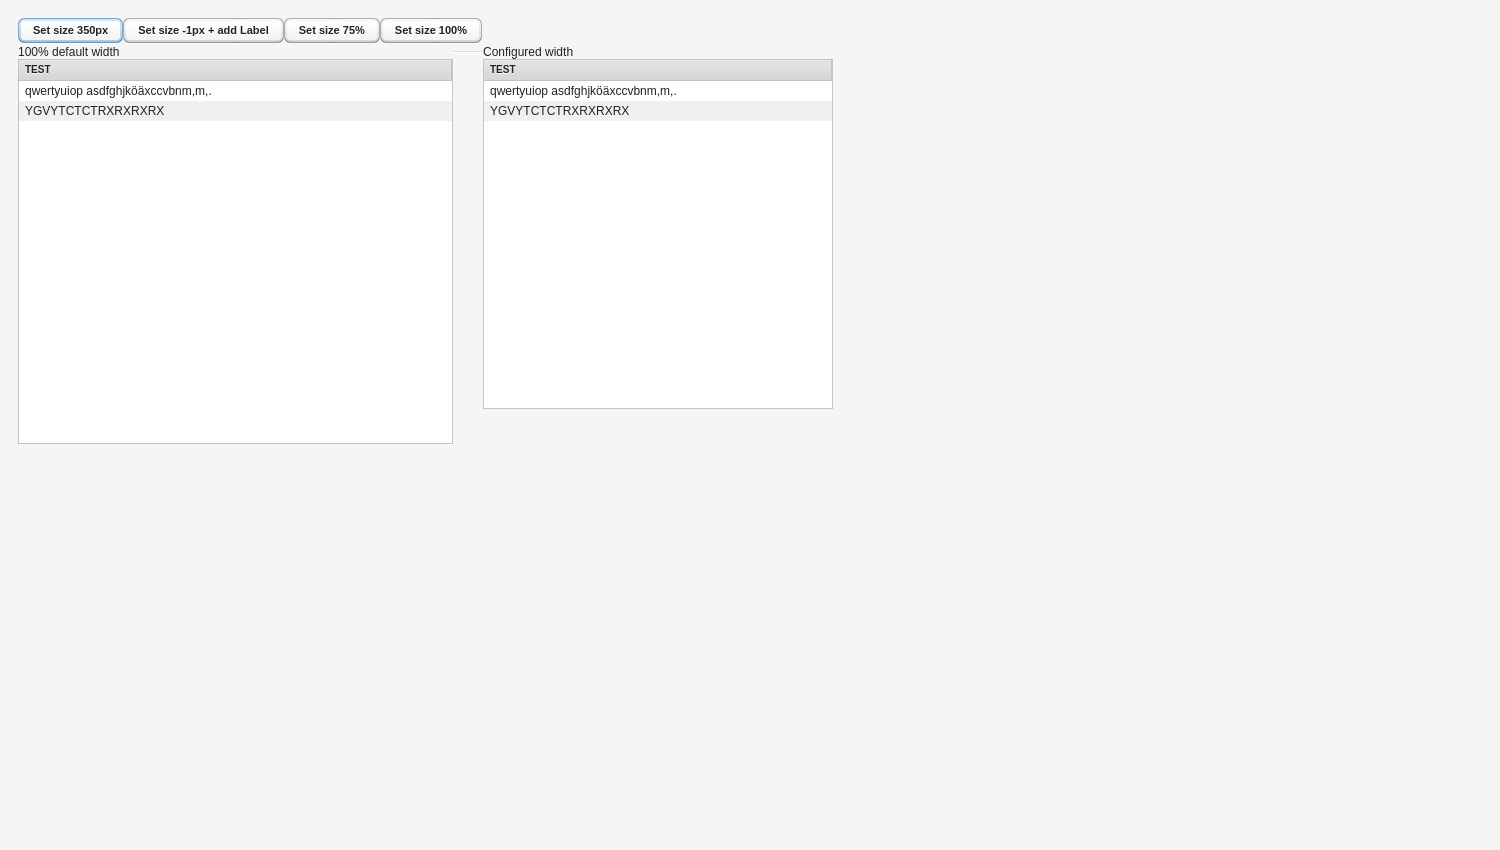 Set size 350px Set size -1px + add Label Set size 75% Set size 100%
100% default width Configured width
TEST TEST
qwertyuiop asdfghjköäxccvbnm,m,. qwertyuiop asdfghjköäxccvbnm,m,.
YGVYTCTCTRXRXRXRX YGVYTCTCTRXRXRXRX